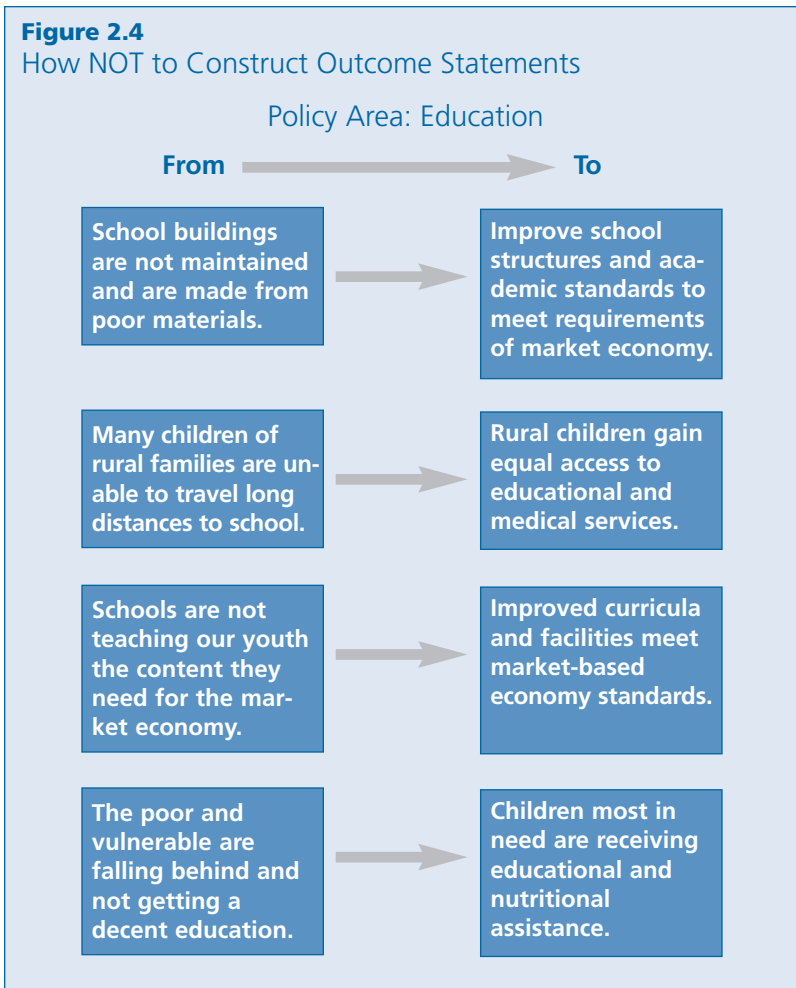 Figure 2.4
How NOT to Construct Outcome Statements
Policy Area: Education
From To
School buildings
are not maintained
and are made from
poor materials.
Improve school
structures and aca-
demic standards to
meet requirements
of market economy.
Many children of
rural families are un-
able to travel long
distances to school.
Rural children gain
equal access to
educational and
medical services.
Schools are not
teaching our youth
the content they
need for the mar-
ket economy.
Improved curricula
and facilities meet
market-based
economy standards.
The poor and
vulnerable are
falling behind and
not getting a
decent education.
Children most in
need are receiving
educational and
nutritional
assistance.